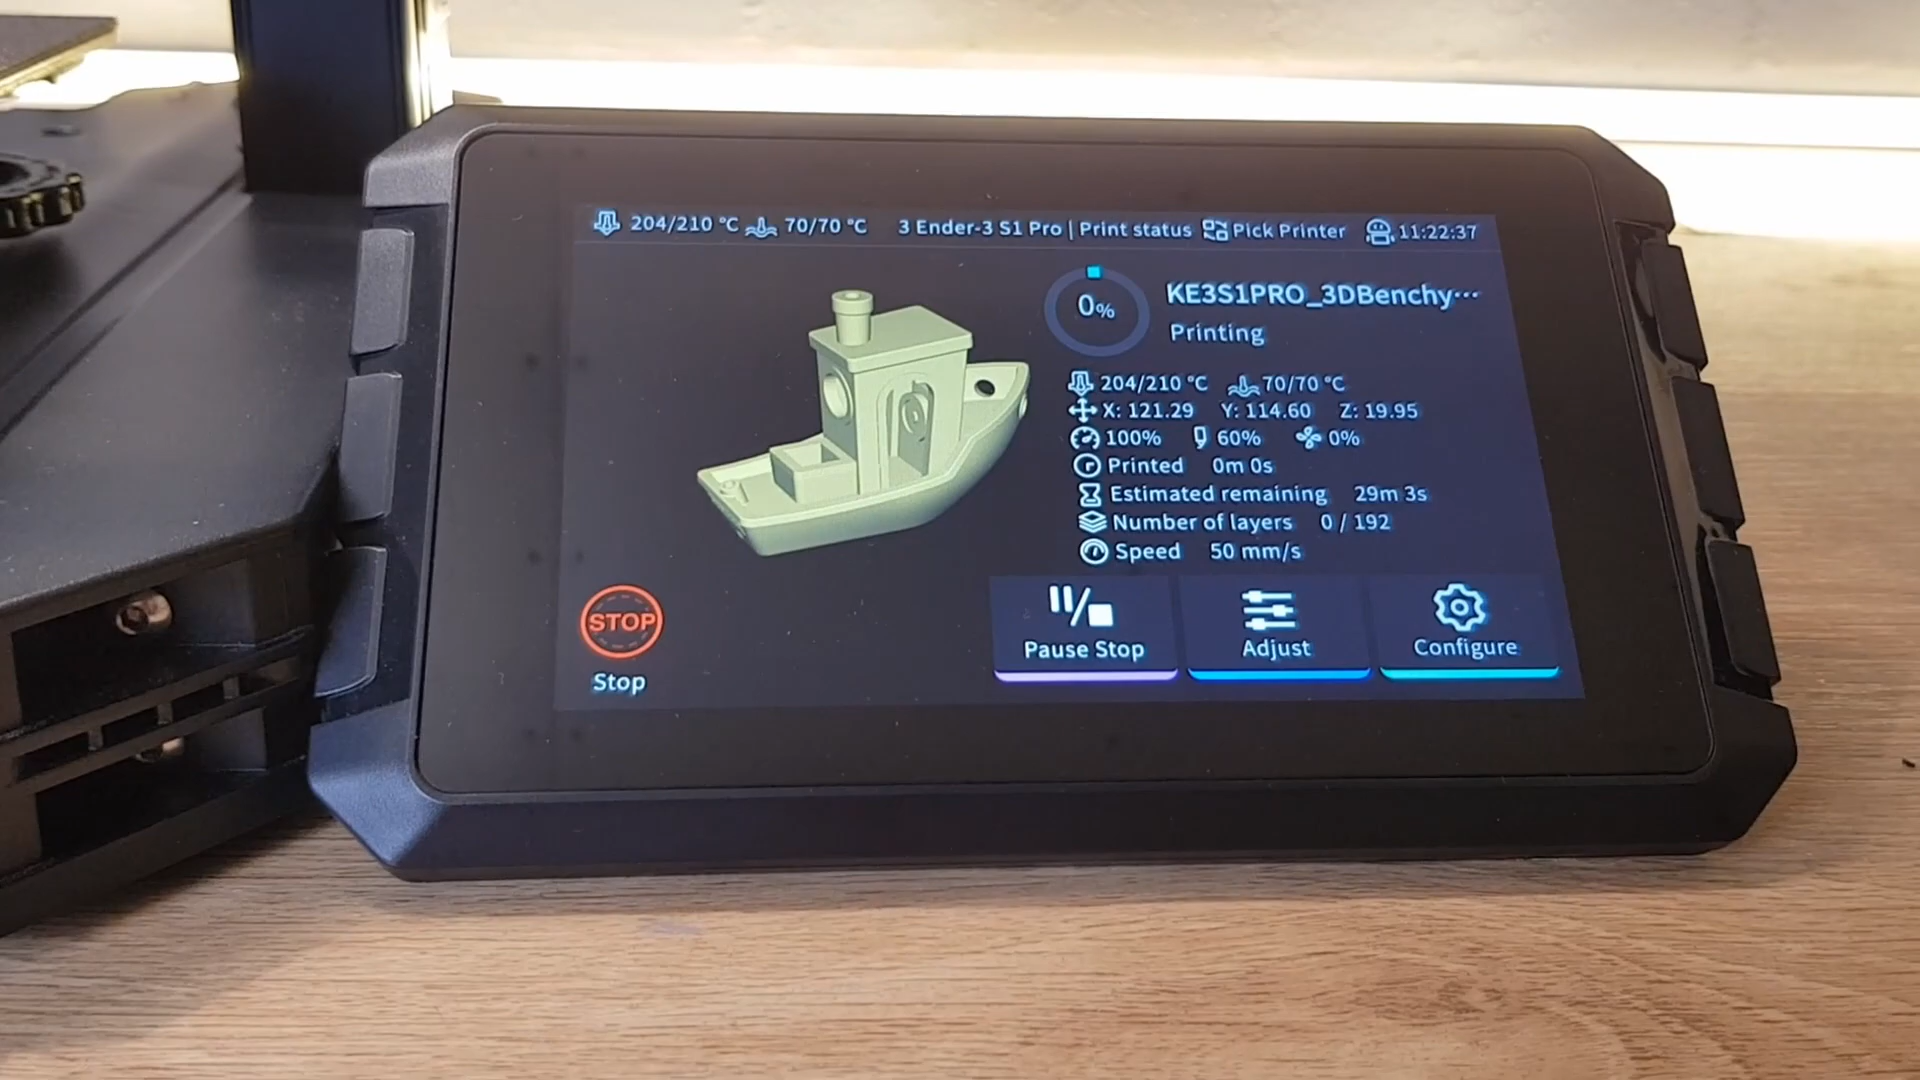 204/210 °C 70/70 °C 3 Ender-3 S1 Pro | Print status Pick Printer 11:22:37
0%
KE3S1PRO_3DBenchy...
Printing
204/210 °C 70/70 °C
X: 121.29 Y: 114.60 Z: 19.95
100% 60% 0%
Printed 0m 0s
Estimated remaining 29m 3s
Number of layers 0 / 192
Speed 50 mm/s
STOP
Stop
Pause Stop
Adjust
Configure